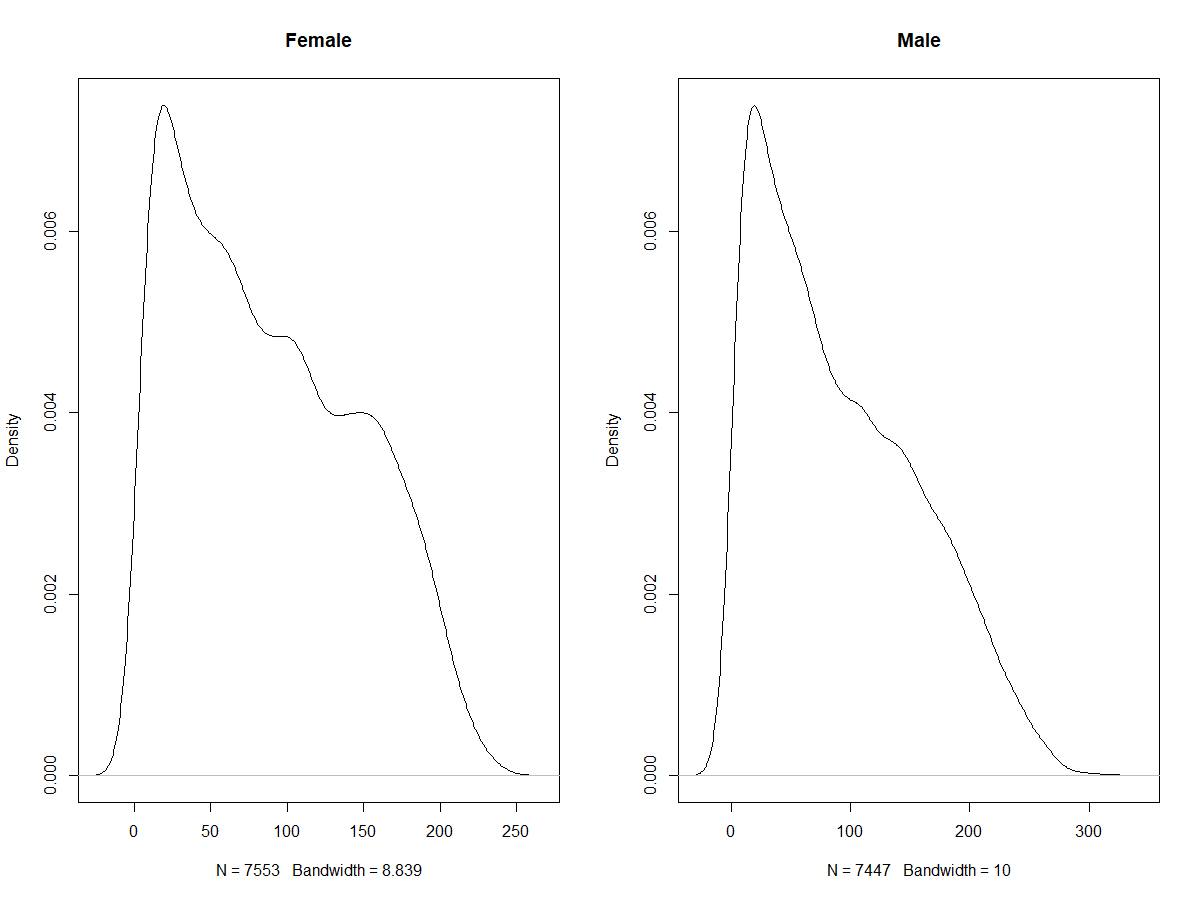 Female
Density
0.000 0.002 0.004 0.006
0 50 100 150 200 250
N = 7553 Bandwidth = 8.839
Male
Density
0.000 0.002 0.004 0.006
0 100 200 300
N = 7447 Bandwidth = 10